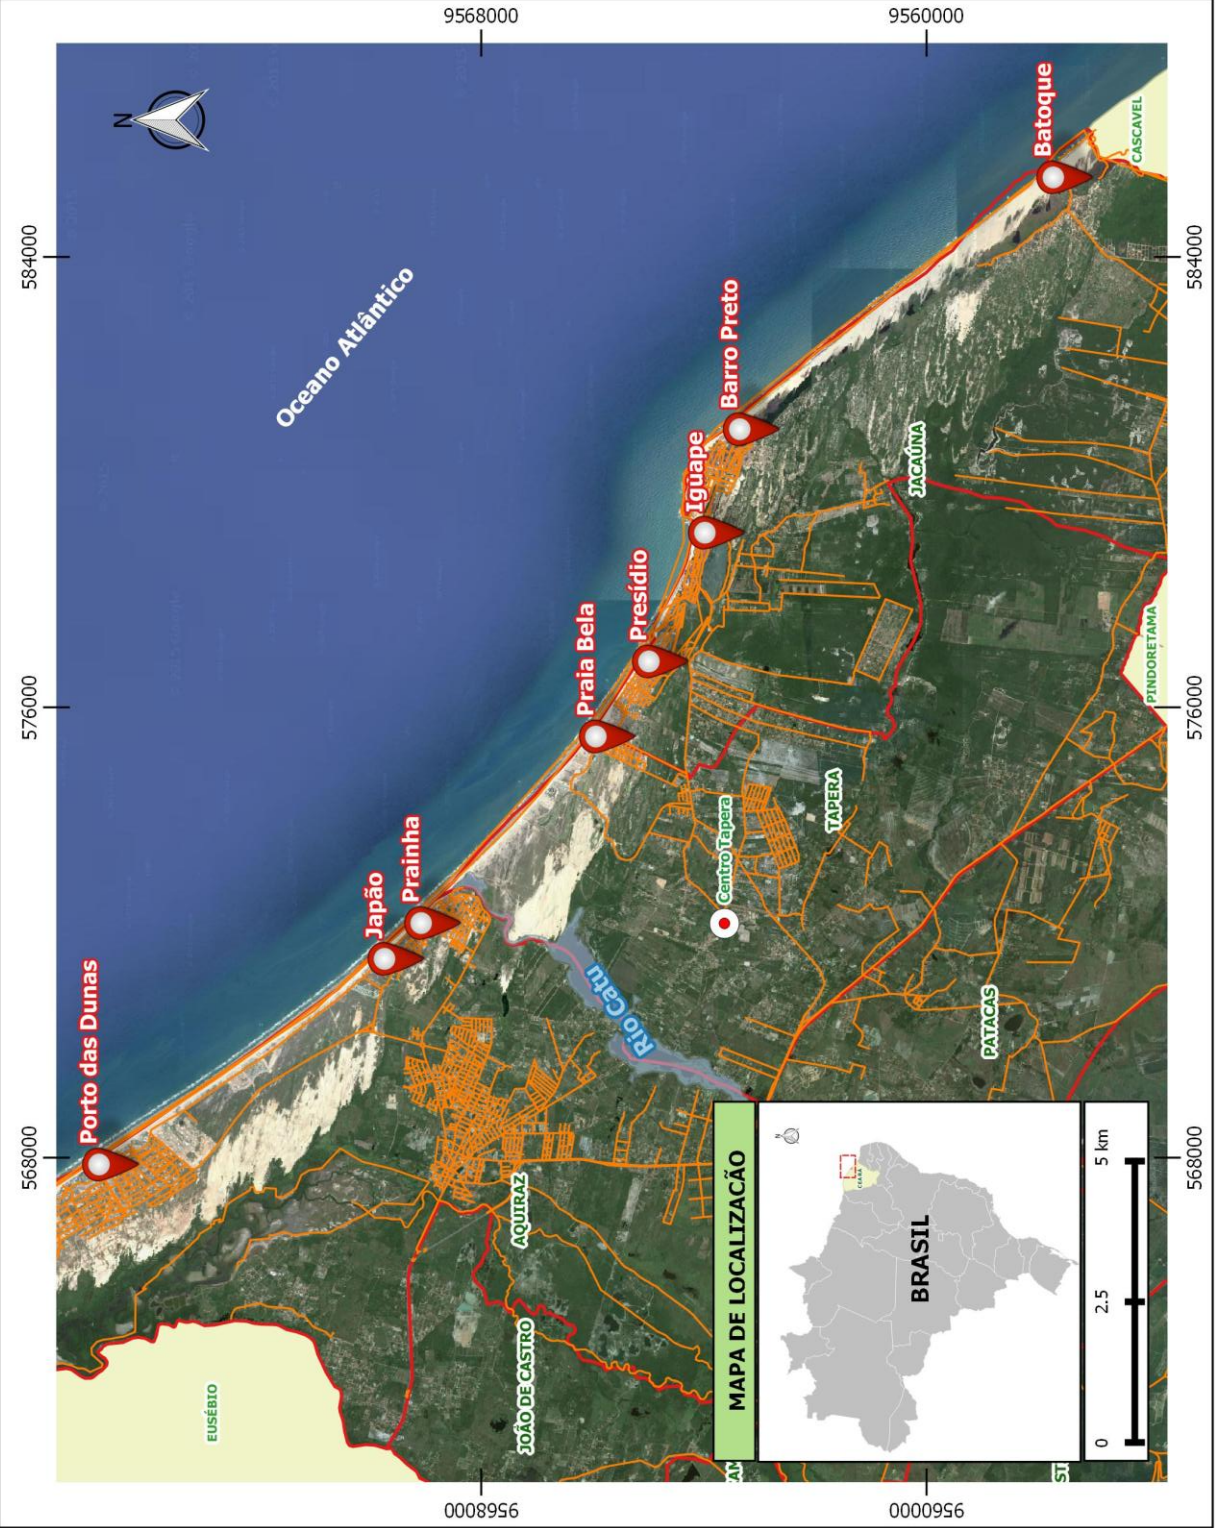 568000
576000
584000
N
EUSÉBIO
Porto das Dunas
Oceano Atlântico
Japão
Prainha
9568000
9568000
JOÃO DE CASTRO
AQUIRAZ
Rio Catu
Praia Bela
Presídio
Iguape
Barro Preto
Centro Tapera
TAPERA
MAPA DE LOCALIZACÃO
N
CEARÁ
BRASIL
JACAÚNA
9560000
9560000
PATACAS
Batoque
0
2.5
5 km
PINDORETAMA
CASCAVEL
568000
576000
584000